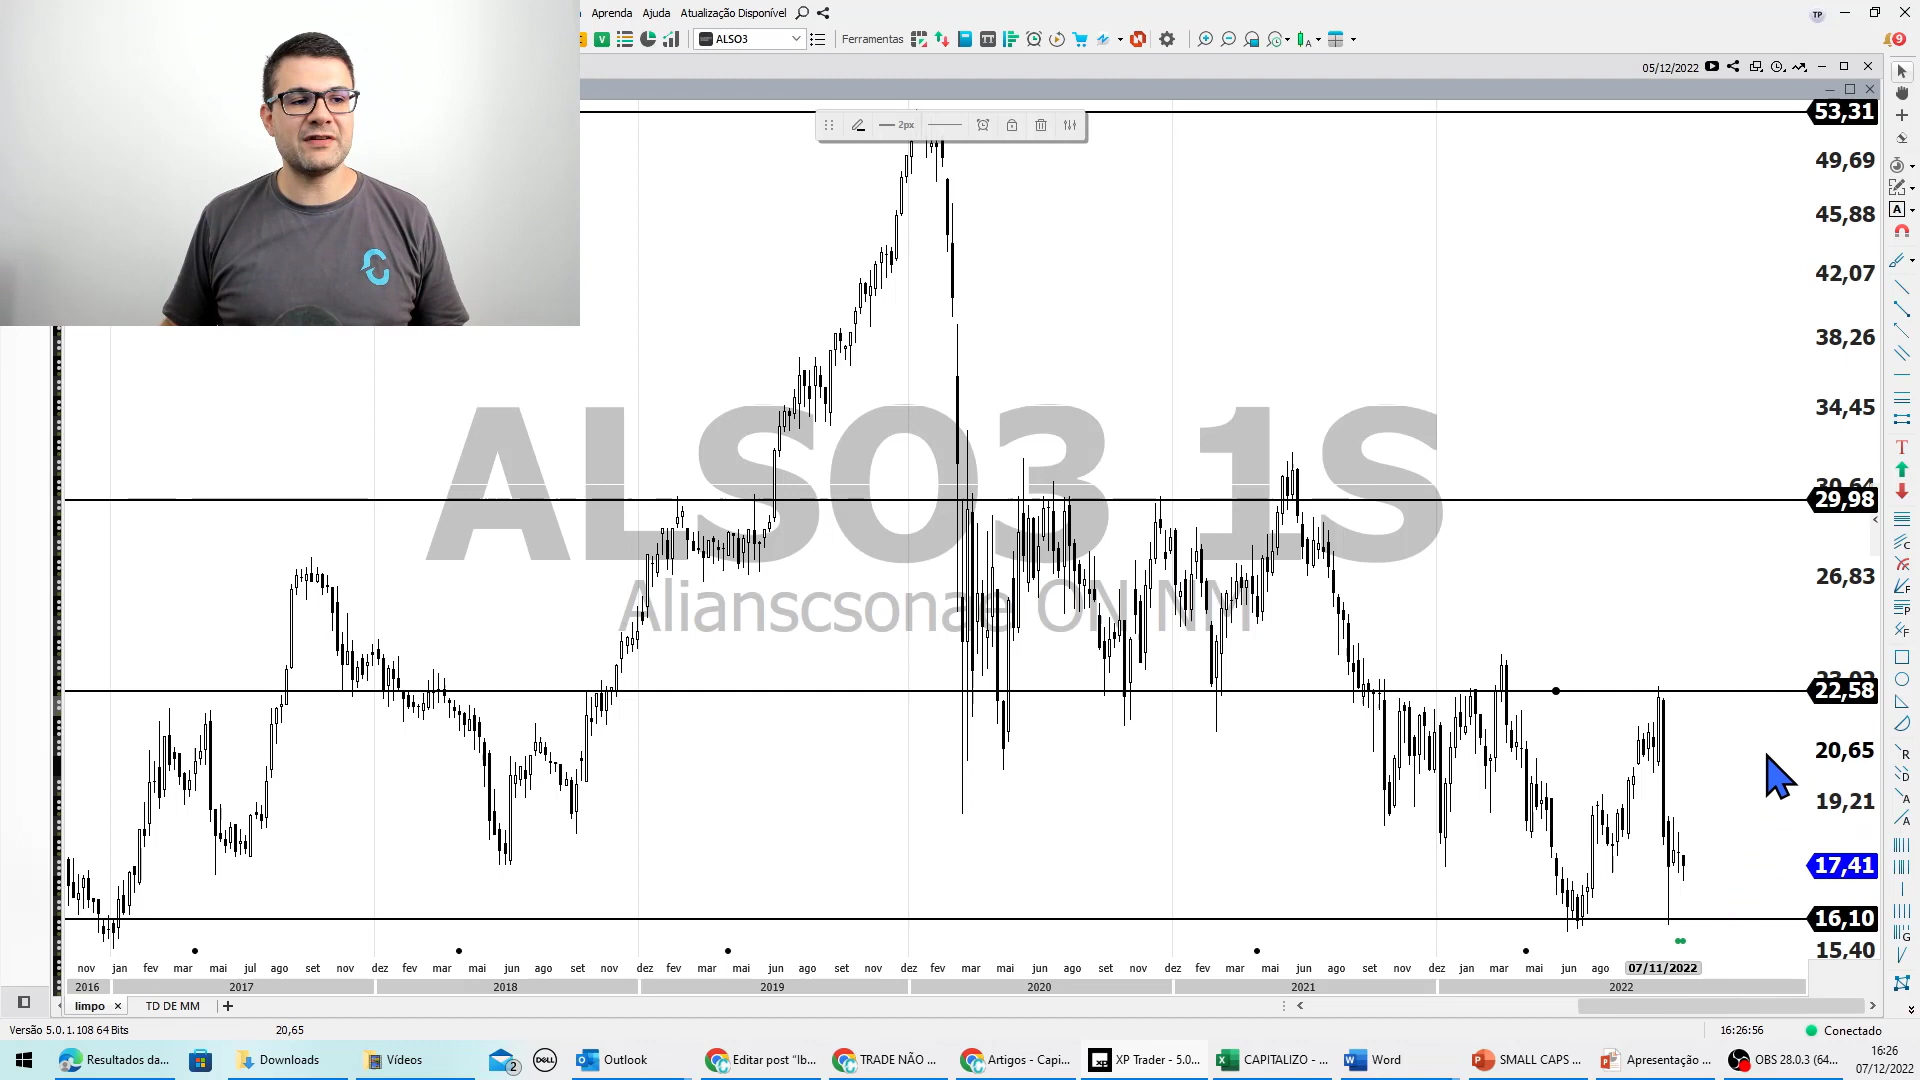 Aprenda Ajuda Atualização Disponível
TP
ALSO3
Ferramentas
9
05/12/2022
2px
53,31
49,69
45,88
42,07
38,26
34,45
29,98
26,83
22,58
20,65
19,21
17,41
16,10
15,40
ALSO3 1S
Aliansceonae ON NM
nov jan fev mar mai jul ago set nov dez fev mar mai jun ago set dez fev mar mai jun ago set nov dez fev mar mai jun ago set nov dez fev mar mai jun ago set nov dez jan mar mai jun ago 07/11/2022
2016 2017 2018 2019 2020 2021 2022
limpo TD DE MM
Versão 5.0.1.108 64 Bits 20,65 16:26:56 Conectado
Resultados da... Downloads Vídeos 2 DELL Outlook Editar post "Ib... TRADE NÃO ... Artigos - Capi... XP Trader - 5.0... CAPITALIZO - ... Word SMALL CAPS ... Apresentação ... OBS 28.0.3 (64...
16:26
07/12/2022